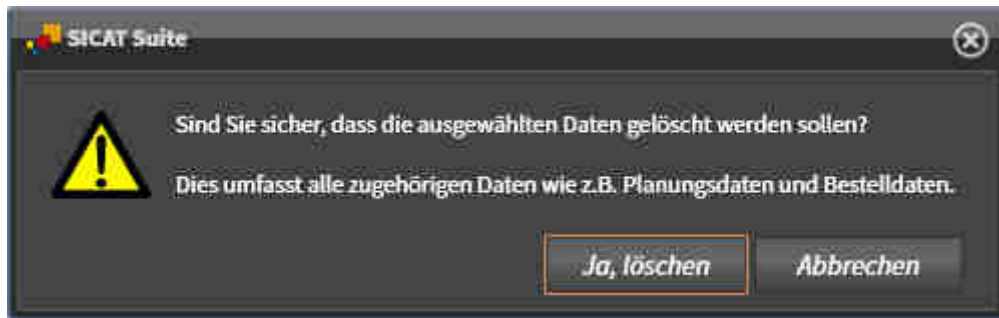 SICAT Suite
Sind Sie sicher, dass die ausgewählten Daten gelöscht werden sollen?
Dies umfasst alle zugehörigen Daten wie z.B. Planungsdaten und Bestelldaten.
Ja, löschen
Abbrechen